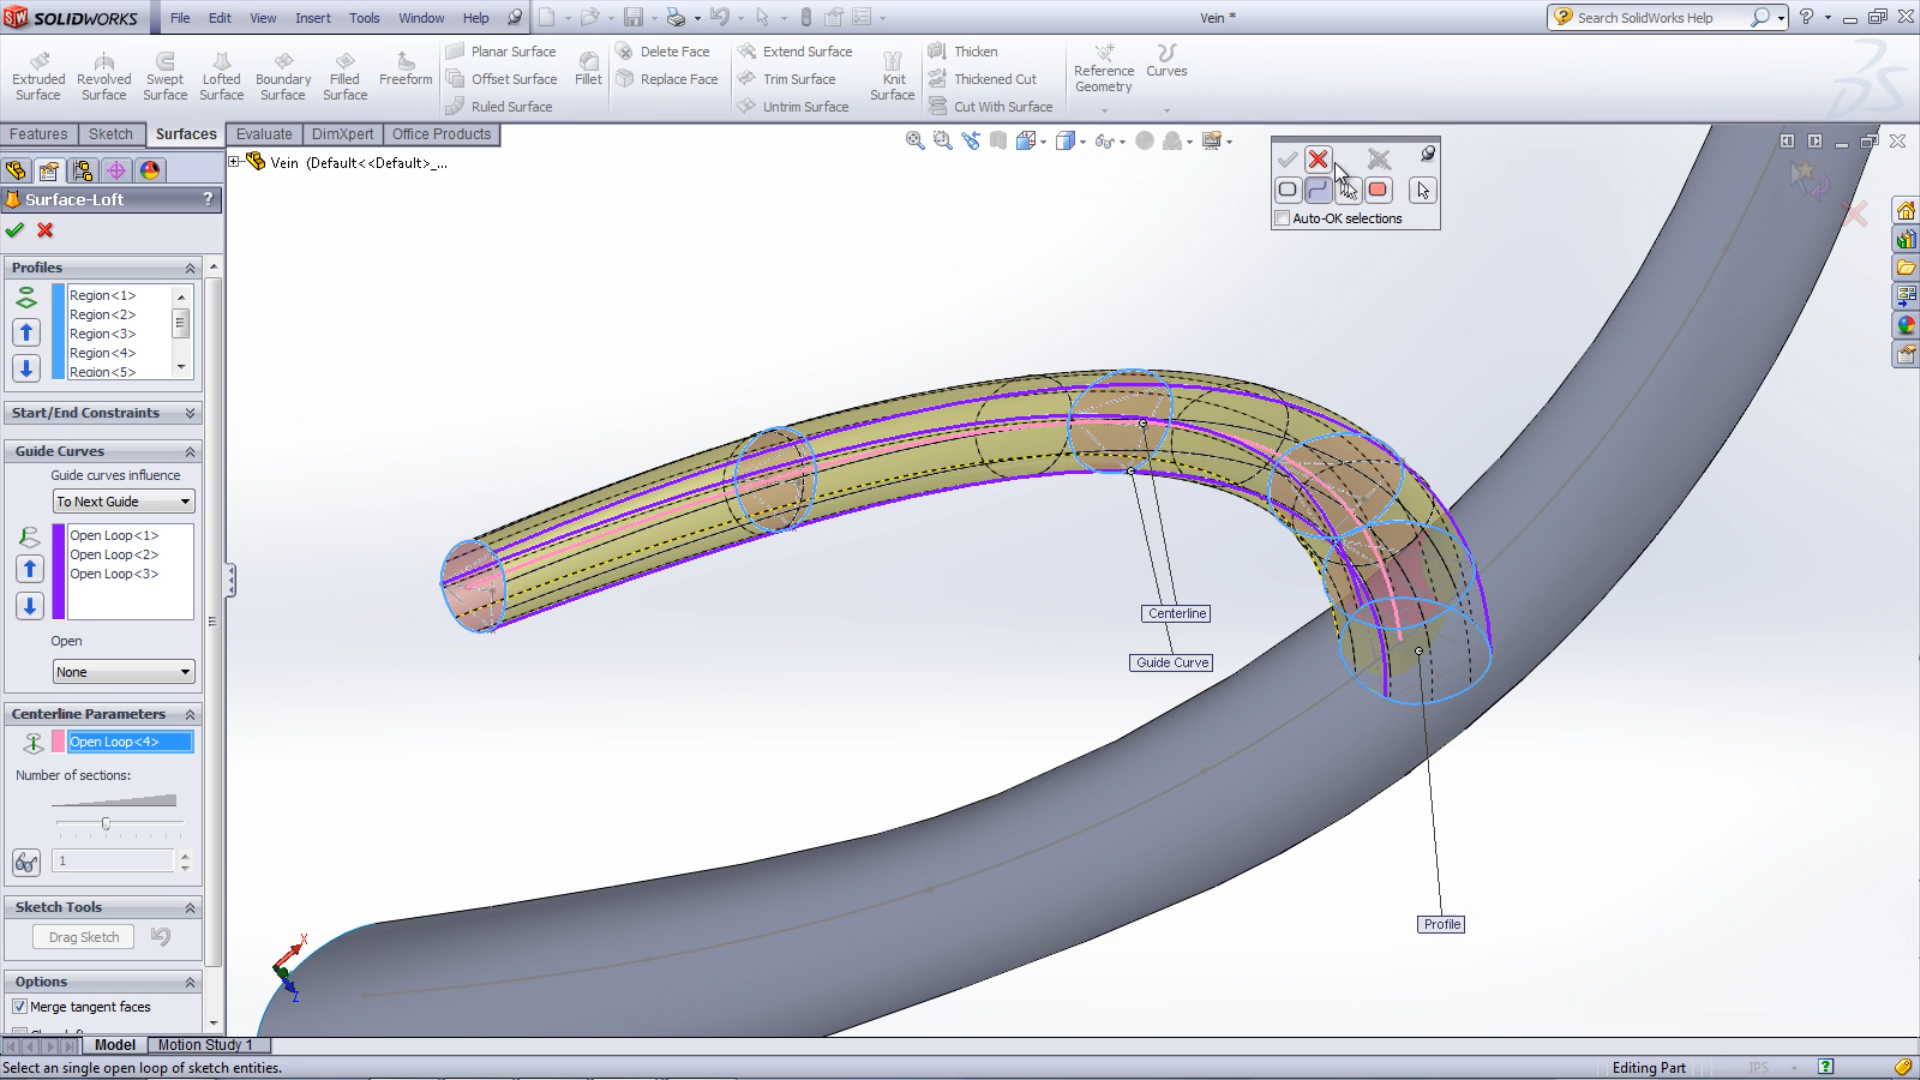 SOLIDWORKS File Edit View Insert Tools Window Help Vein * Search SolidWorks Help
Extruded Surface
Revolved Surface
Swept Surface
Lofted Surface
Boundary Surface
Filled Surface
Freeform
Planar Surface
Offset Surface
Ruled Surface
Fillet
Delete Face
Replace Face
Extend Surface
Trim Surface
Untrim Surface
Knit Surface
Thicken
Thickened Cut
Cut With Surface
Reference Geometry
Curves
Features Sketch Surfaces Evaluate DimXpert Office Products
Vein (Default<<Default>_...
Surface-Loft ?
Profiles
Region<1>
Region<2>
Region<3>
Region<4>
Region<5>
Start/End Constraints
Guide Curves
Guide curves influence
To Next Guide
Open Loop<1>
Open Loop<2>
Open Loop<3>
Open
None
Centerline Parameters
Open Loop<4>
Number of sections:
1
Sketch Tools
Drag Sketch
Options
Merge tangent faces
Auto-OK selections
Centerline
Guide Curve
Profile
X
Z
Model Motion Study 1
Select an single open loop of sketch entities. Editing Part IPS